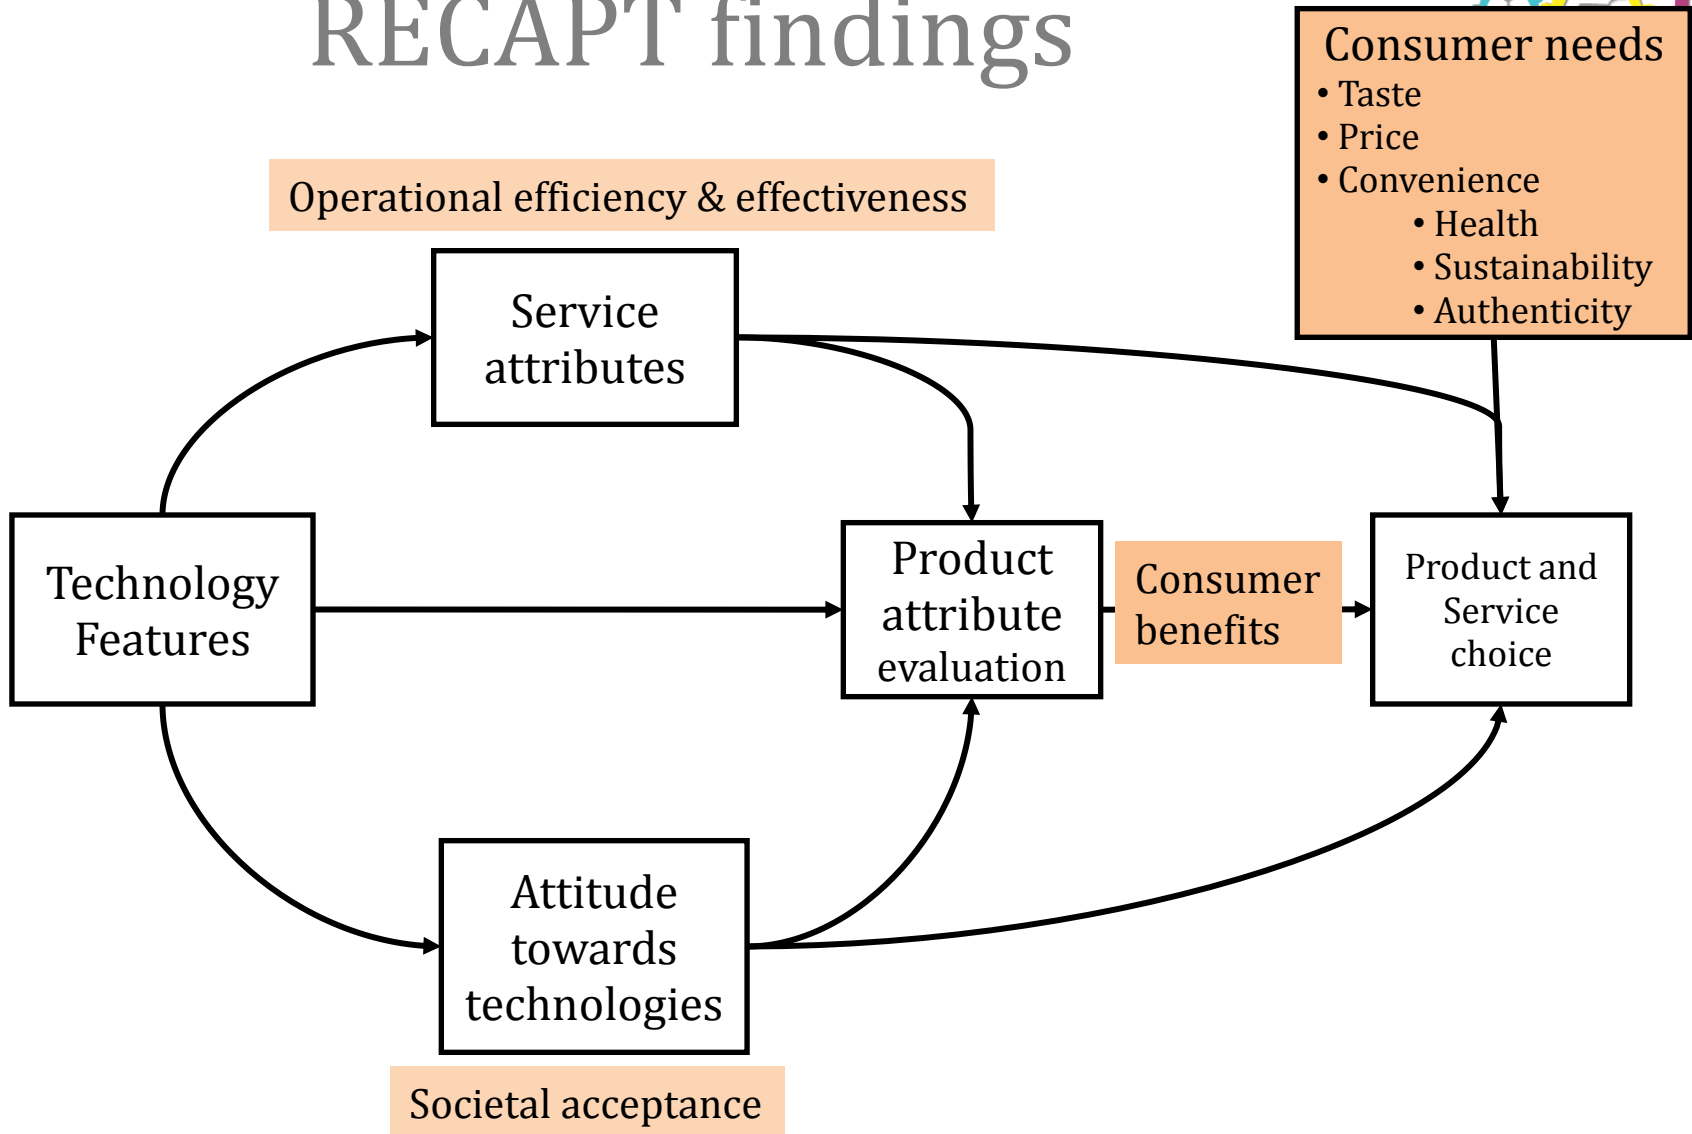 RECAPT findings
Consumer needs
• Taste
• Price
• Convenience
• Health
• Sustainability
• Authenticity
Operational efficiency & effectiveness
Service
attributes
Technology
Features
Product
attribute
evaluation
Consumer
benefits
Product and
Service
choice
Attitude
towards
technologies
Societal acceptance